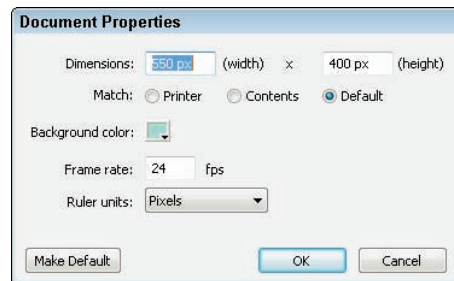 Document Properties
Dimensions: 550 px (width) x 400 px (height)
Match: Printer Contents Default
Background color:
Frame rate: 24 fps
Ruler units: Pixels
Make Default OK Cancel